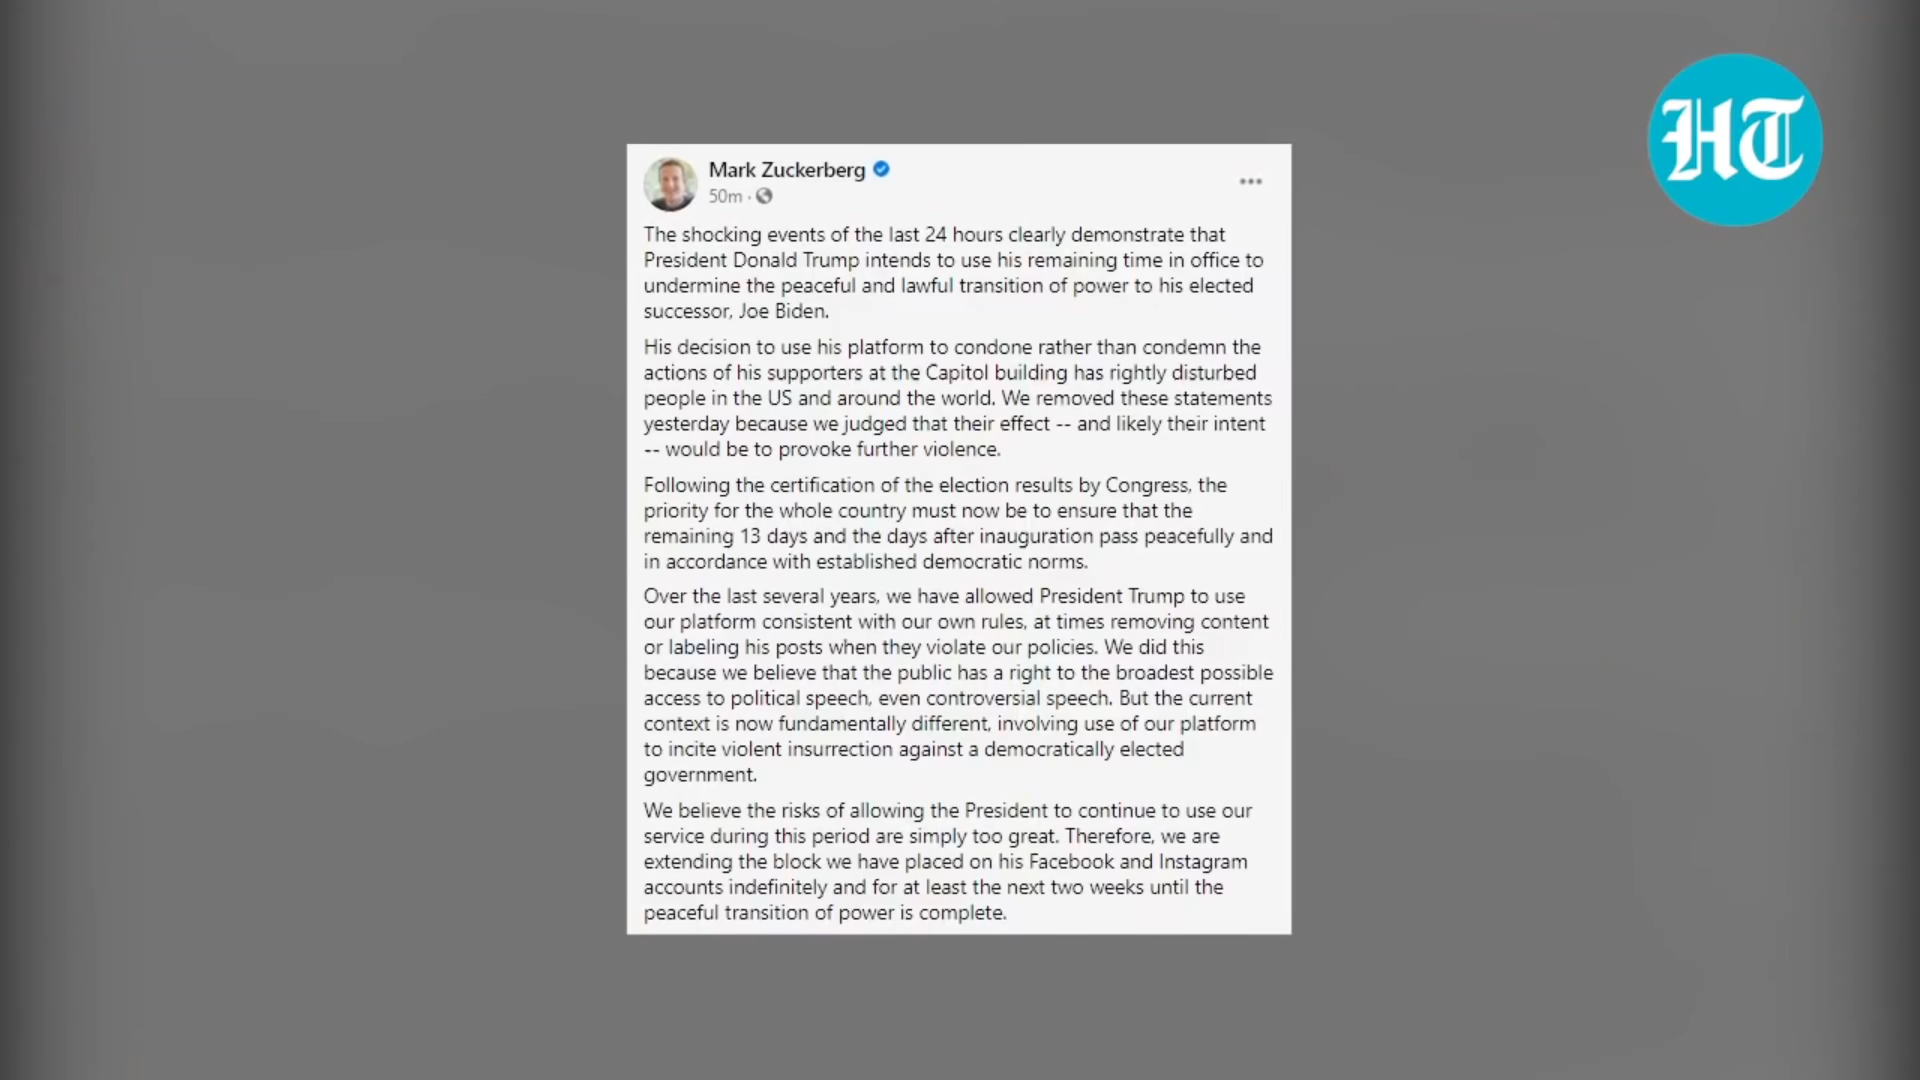 HT
Mark Zuckerberg
50m ·
The shocking events of the last 24 hours clearly demonstrate that
President Donald Trump intends to use his remaining time in office to
undermine the peaceful and lawful transition of power to his elected
successor, Joe Biden.
His decision to use his platform to condone rather than condemn the
actions of his supporters at the Capitol building has rightly disturbed
people in the US and around the world. We removed these statements
yesterday because we judged that their effect -- and likely their intent
-- would be to provoke further violence.
Following the certification of the election results by Congress, the
priority for the whole country must now be to ensure that the
remaining 13 days and the days after inauguration pass peacefully and
in accordance with established democratic norms.
Over the last several years, we have allowed President Trump to use
our platform consistent with our own rules, at times removing content
or labeling his posts when they violate our policies. We did this
because we believe that the public has a right to the broadest possible
access to political speech, even controversial speech. But the current
context is now fundamentally different, involving use of our platform
to incite violent insurrection against a democratically elected
government.
We believe the risks of allowing the President to continue to use our
service during this period are simply too great. Therefore, we are
extending the block we have placed on his Facebook and Instagram
accounts indefinitely and for at least the next two weeks until the
peaceful transition of power is complete.